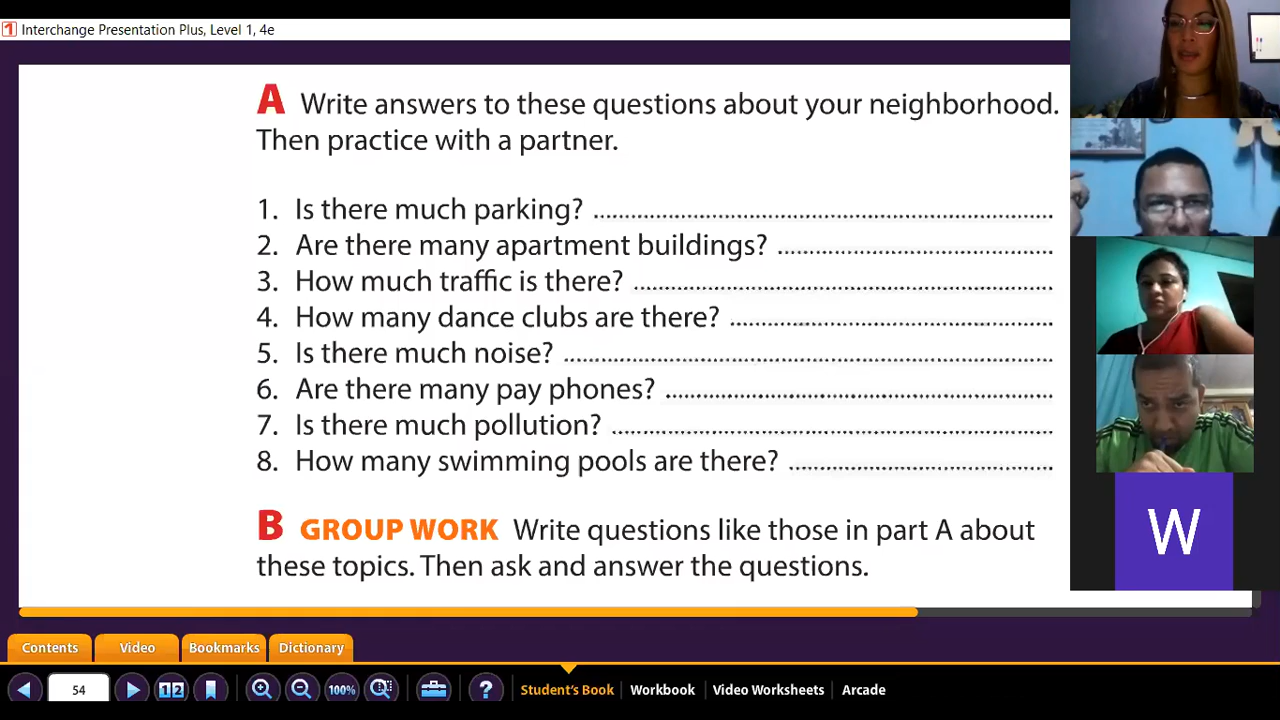 Interchange Presentation Plus, Level 1, 4e
A Write answers to these questions about your neighborhood.
Then practice with a partner.
1. Is there much parking? ........................................
2. Are there many apartment buildings? ........................................
3. How much traffic is there? ........................................
4. How many dance clubs are there? ........................................
5. Is there much noise? ........................................
6. Are there many pay phones? ........................................
7. Is there much pollution? ........................................
8. How many swimming pools are there? ........................................
B GROUP WORK Write questions like those in part A about
these topics. Then ask and answer the questions.
W
Contents Video Bookmarks Dictionary
54 1 2 100% ? Student's Book Workbook Video Worksheets Arcade